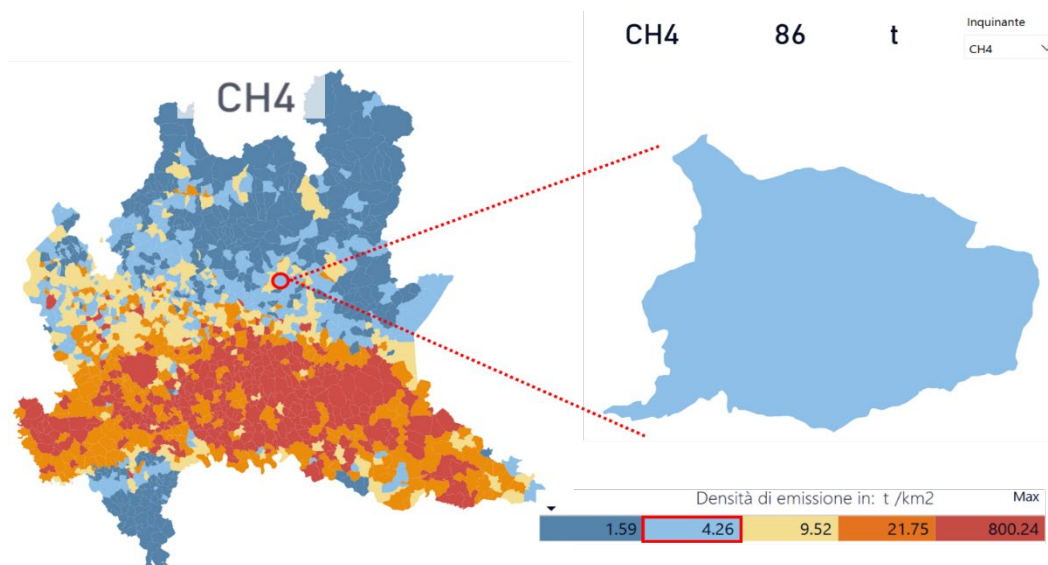 CH4 86 t
Inquinante
CH4
CH4
Densità di emissione in: t /km2 Max
1.59 4.26 9.52 21.75 800.24